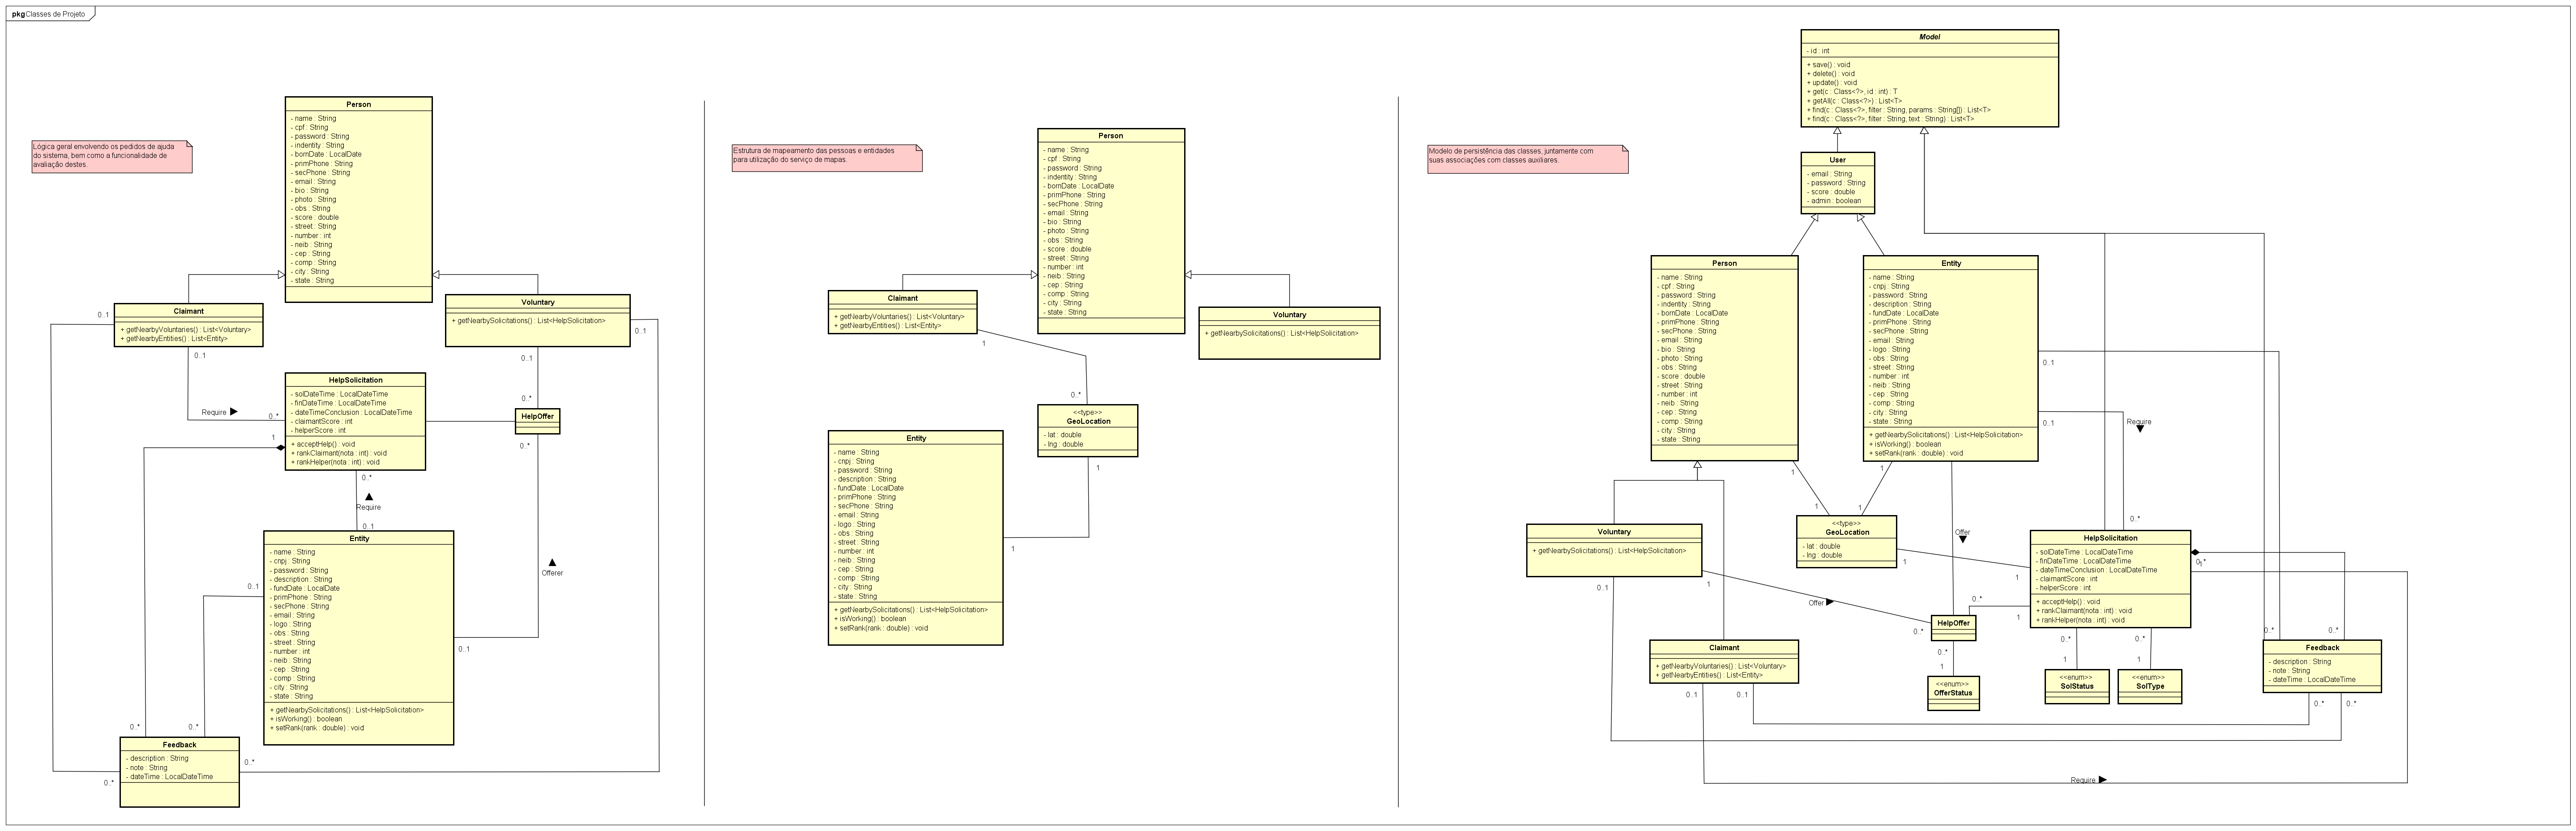 pkg Classes de Projeto
Lógica geral envolvendo os pedidos de ajuda
do sistema, bem como a funcionalidade de
avaliação destes.
Person
- name : String
- cpf : String
- password : String
- indentity : String
- bornDate : LocalDate
- primPhone : String
- secPhone : String
- email : String
- bio : String
- photo : String
- obs : String
- score : double
- street : String
- number : int
- neib : String
- cep : String
- comp : String
- city : String
- state : String
Claimant
+ getNearbyVoluntaries() : List<Voluntary>
+ getNearbyEntities() : List<Entity>
Voluntary
+ getNearbySolicitations() : List<HelpSolicitation>
0..1
0..1
0..1
0..1
HelpSolicitation
- solDateTime : LocalDateTime
- finDateTime : LocalDateTime
- dateTimeConclusion : LocalDateTime
- claimantScore : int
- helperScore : int
+ acceptHelp() : void
+ rankClaimant(nota : int) : void
+ rankHelper(nota : int) : void
Require
0..*
1
0..*
HelpOffer
0..*
0..*
Require
0..1
Entity
- name : String
- cnpj : String
- password : String
- description : String
- fundDate : LocalDate
- primPhone : String
- secPhone : String
- email : String
- logo : String
- obs : String
- street : String
- number : int
- neib : String
- cep : String
- comp : String
- city : String
- state : String
+ getNearbySolicitations() : List<HelpSolicitation>
+ isWorking() : boolean
+ setRank(rank : double) : void
Offerer
0..1
0..1
0..*
0..*
Feedback
- description : String
- note : String
- dateTime : LocalDateTime
0..*
0..*
Estrutura de mapeamento das pessoas e entidades
para utilização do serviço de mapas.
Person
- name : String
- cpf : String
- password : String
- indentity : String
- bornDate : LocalDate
- primPhone : String
- secPhone : String
- email : String
- bio : String
- photo : String
- obs : String
- score : double
- street : String
- number : int
- neib : String
- cep : String
- comp : String
- city : String
- state : String
Claimant
+ getNearbyVoluntaries() : List<Voluntary>
+ getNearbyEntities() : List<Entity>
Voluntary
+ getNearbySolicitations() : List<HelpSolicitation>
1
0..*
<<type>>
GeoLocation
- lat : double
- lng : double
1
Entity
- name : String
- cnpj : String
- password : String
- description : String
- fundDate : LocalDate
- primPhone : String
- secPhone : String
- email : String
- logo : String
- obs : String
- street : String
- number : int
- neib : String
- cep : String
- comp : String
- city : String
- state : String
+ getNearbySolicitations() : List<HelpSolicitation>
+ isWorking() : boolean
+ setRank(rank : double) : void
1
Modelo de persistência das classes, juntamente com
suas associações com classes auxiliares.
Model
- id : int
+ save() : void
+ delete() : void
+ update() : void
+ get(c : Class<?>, id : int) : T
+ getAll(c : Class<?>) : List<T>
+ find(c : Class<?>, filter : String, params : String[]) : List<T>
+ find(c : Class<?>, filter : String, text : String) : List<T>
User
- email : String
- password : String
- score : double
- admin : boolean
Person
- name : String
- cpf : String
- password : String
- indentity : String
- bornDate : LocalDate
- primPhone : String
- secPhone : String
- email : String
- bio : String
- photo : String
- obs : String
- score : double
- street : String
- number : int
- neib : String
- cep : String
- comp : String
- city : String
- state : String
Entity
- name : String
- cnpj : String
- password : String
- description : String
- fundDate : LocalDate
- primPhone : String
- secPhone : String
- email : String
- logo : String
- obs : String
- street : String
- number : int
- neib : String
- cep : String
- comp : String
- city : String
- state : String
+ getNearbySolicitations() : List<HelpSolicitation>
+ isWorking() : boolean
+ setRank(rank : double) : void
0..1
0..1
Require
0..*
1
1
1
1
<<type>>
GeoLocation
- lat : double
- lng : double
1
1
Voluntary
+ getNearbySolicitations() : List<HelpSolicitation>
0..1
1
Offer
Offer
0..*
HelpSolicitation
- solDateTime : LocalDateTime
- finDateTime : LocalDateTime
- dateTimeConclusion : LocalDateTime
- claimantScore : int
- helperScore : int
+ acceptHelp() : void
+ rankClaimant(nota : int) : void
+ rankHelper(nota : int) : void
0..*
0..*
1
HelpOffer
0..*
1
<<enum>>
OfferStatus
0..*
1
<<enum>>
SolStatus
0..*
1
<<enum>>
SolType
Claimant
+ getNearbyVoluntaries() : List<Voluntary>
+ getNearbyEntities() : List<Entity>
0..1
0..1
0..*
0..*
Feedback
- description : String
- note : String
- dateTime : LocalDateTime
0..*
0..*
Require